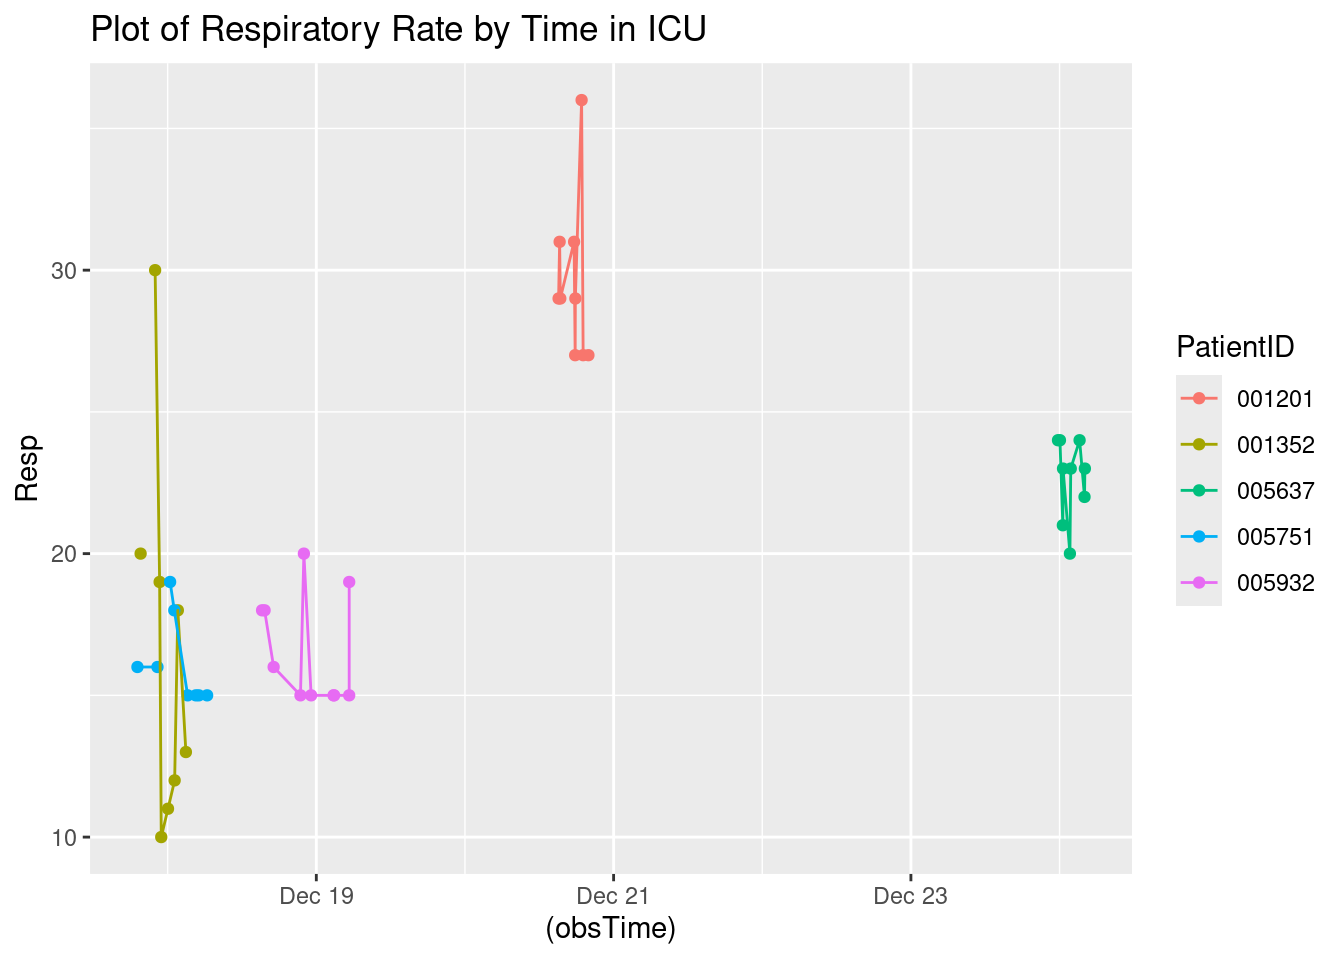 Plot of Respiratory Rate by Time in ICU
30
20
10
Resp
Dec 19
Dec 21
Dec 23
(obsTime)
PatientID
001201
001352
005637
005751
005932